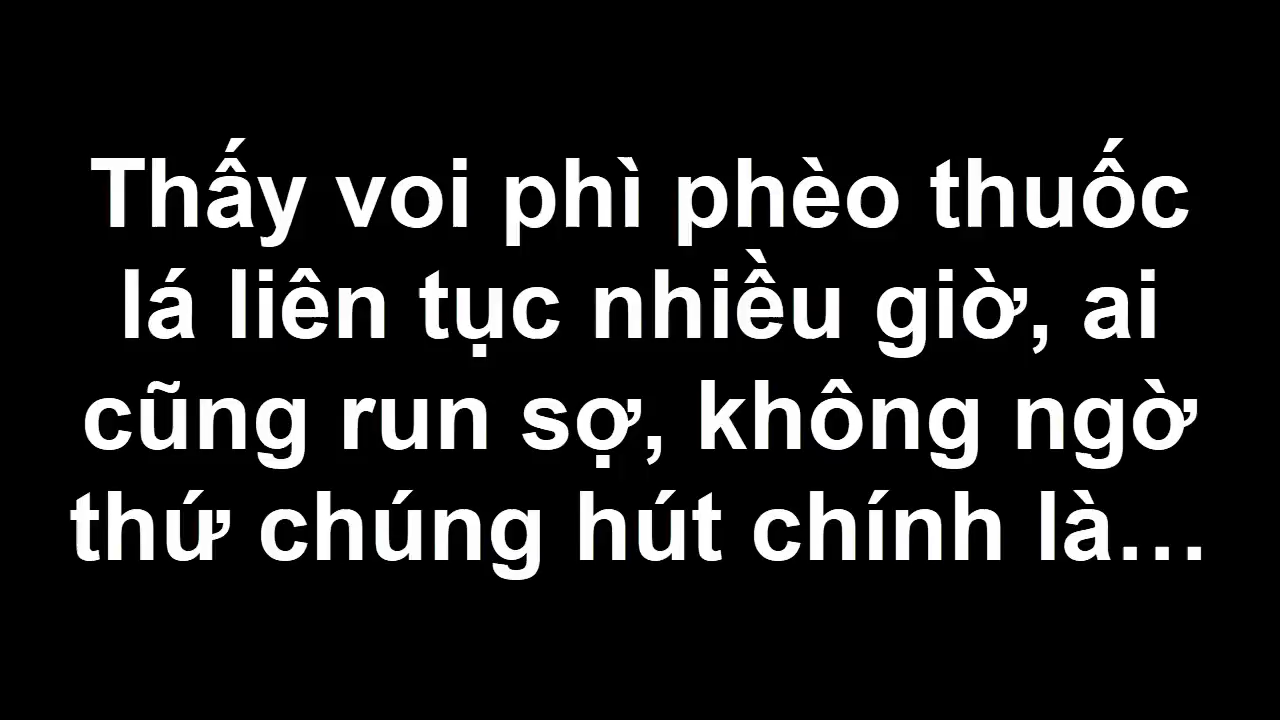 Thấy voi phì phèo thuốc
lá liên tục nhiều giờ, ai
cũng run sợ, không ngờ
thứ chúng hút chính là...